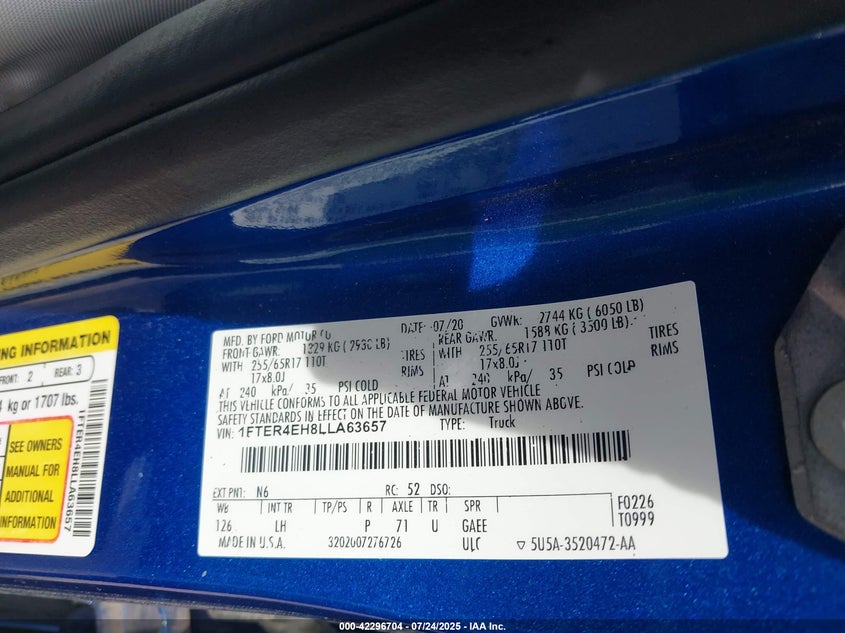 NG INFORMATION
FRONT: 2 REAR: 3
kg or 1707 lbs.
SEE OWNERS
MANUAL FOR
ADDITIONAL
INFORMATION
1FTER4EH8LLA63657
MFD. BY FORD MOTOR CO
DATE: 07/20 GVWR: 2744 KG ( 6050 LB)
FRONT GAWR: 1329 KG ( 2930 LB)
REAR GAWR: 1588 KG ( 3500 LB)
WITH 255/65R17 110T TIRES
WITH 255/65R17 110T TIRES
17x8.0J RIMS
17x8.0J RIMS
AT 240 kPa/ 35 PSI COLD
AT 240 kPa/ 35 PSI COLD
THIS VEHICLE CONFORMS TO ALL APPLICABLE FEDERAL MOTOR VEHICLE
SAFETY STANDARDS IN EFFECT ON THE DATE OF MANUFACTURE SHOWN ABOVE.
VIN: 1FTER4EH8LLA63657 TYPE: Truck
EXT PNT: N6 RC: 52 DSO:
WB INT TR TP/PS R AXLE TR SPR
F0226
126 LH P 71 U GAEE
T0999
MADE IN U.S.A. 3202007276726 ULC ▽ 5U5A-3520472-AA
000-42296704 - 07/24/2025 - IAA Inc.